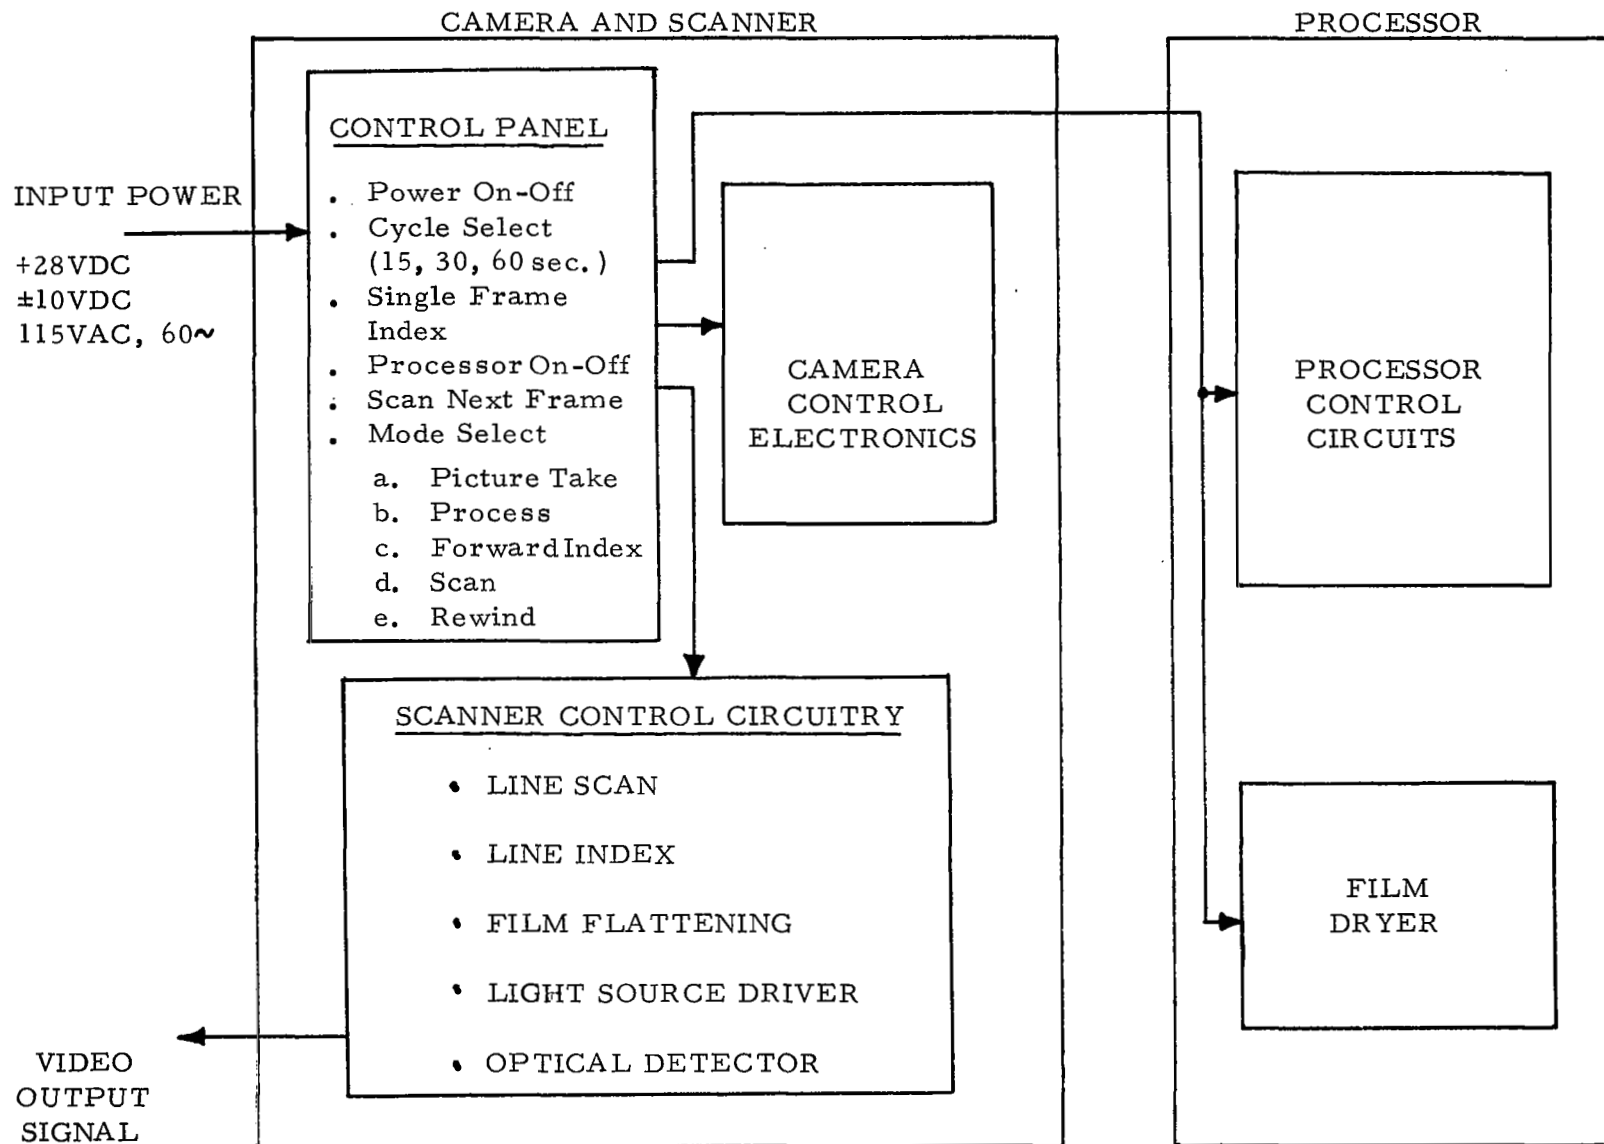 CAMERA AND SCANNER
PROCESSOR
INPUT POWER
+28VDC
±10VDC
115VAC, 60~
CONTROL PANEL
. Power On-Off
. Cycle Select
(15, 30, 60 sec.)
. Single Frame
Index
. Processor On-Off
. Scan Next Frame
. Mode Select
a. Picture Take
b. Process
c. Forward Index
d. Scan
e. Rewind
CAMERA
CONTROL
ELECTRONICS
PROCESSOR
CONTROL
CIRCUITS
SCANNER CONTROL CIRCUITRY
• LINE SCAN
• LINE INDEX
• FILM FLATTENING
• LIGHT SOURCE DRIVER
• OPTICAL DETECTOR
FILM
DRYER
VIDEO
OUTPUT
SIGNAL